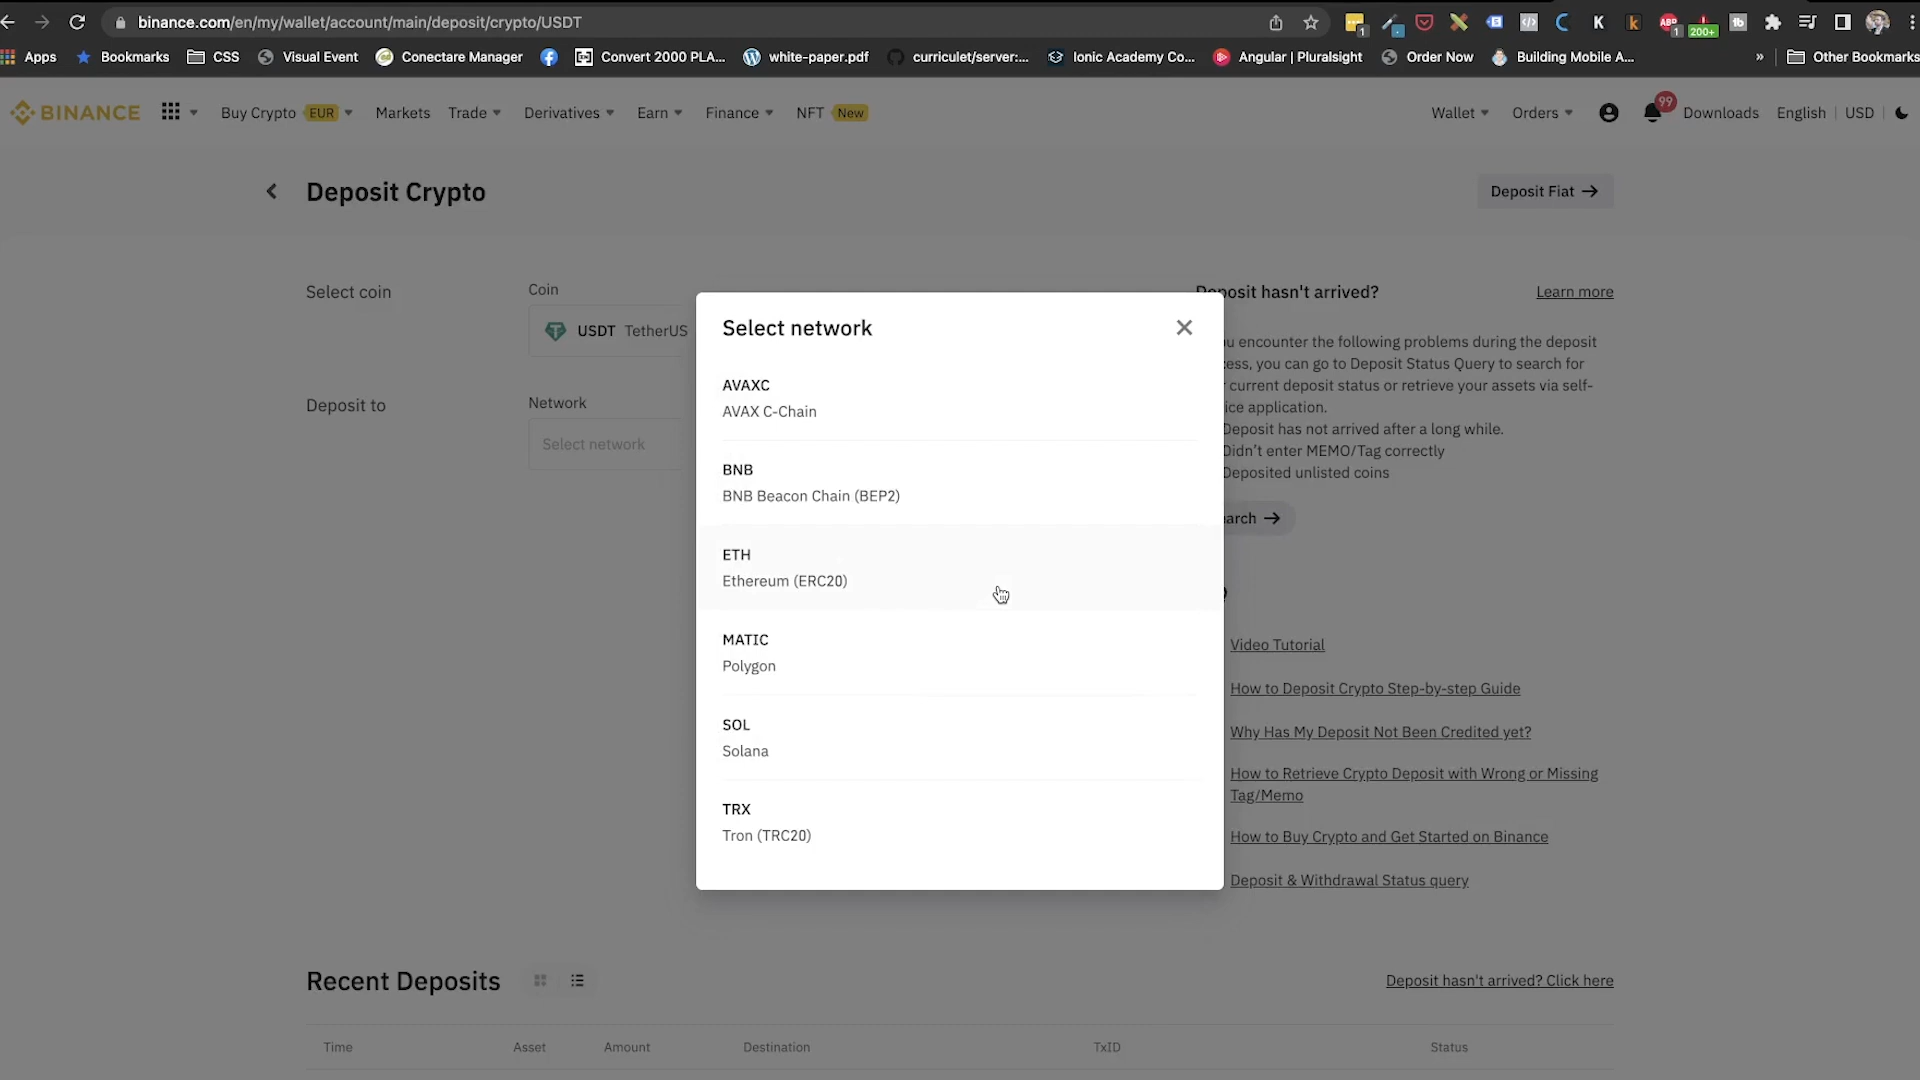 binance.com/en/my/wallet/account/main/deposit/crypto/USDT
1
ABP
1
200+
Apps
Bookmarks
CSS
Visual Event
Conectare Manager
Convert 2000 PLA...
white-paper.pdf
curriculet/server:...
Ionic Academy Co...
Angular | Pluralsight
Order Now
Building Mobile A...
»
Other Bookmarks
BINANCE
Buy Crypto EUR
Markets
Trade
Derivatives
Earn
Finance
NFT New
Wallet
Orders
99
Downloads
English
USD
Deposit Crypto
Deposit Fiat
Select coin
Coin
USDT TetherUS
Deposit to
Network
Select network
Select network
AVAXC
AVAX C-Chain
BNB
BNB Beacon Chain (BEP2)
ETH
Ethereum (ERC20)
MATIC
Polygon
SOL
Solana
TRX
Tron (TRC20)
Deposit hasn't arrived?
Learn more
encounter the following problems during the deposit
you can go to Deposit Status Query to search for
current deposit status or retrieve your assets via self-
application.
Deposit has not arrived after a long while.
Didn't enter MEMO/Tag correctly
Deposited unlisted coins
Video Tutorial
How to Deposit Crypto Step-by-step Guide
Why Has My Deposit Not Been Credited yet?
How to Retrieve Crypto Deposit with Wrong or Missing
Tag/Memo
How to Buy Crypto and Get Started on Binance
Deposit & Withdrawal Status query
Recent Deposits
Deposit hasn't arrived? Click here
Time
Asset
Amount
Destination
TxID
Status